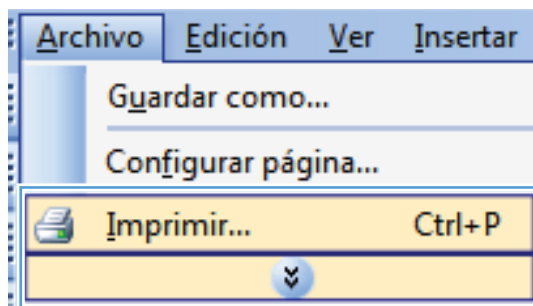 Archivo Edición Ver Insertar
Guardar como...
Configurar página...
Imprimir... Ctrl+P